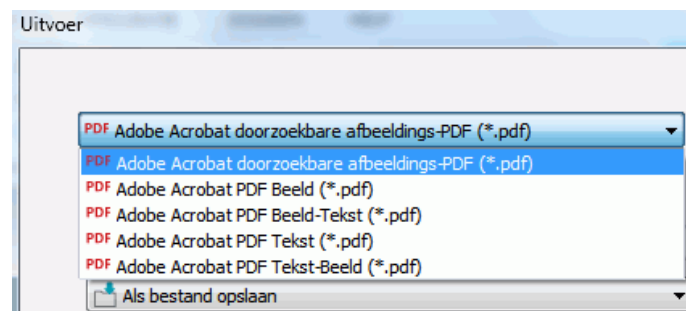 Uitvoer
PDF Adobe Acrobat doorzoekbare afbeeldings-PDF (*.pdf)
PDF Adobe Acrobat doorzoekbare afbeeldings-PDF (*.pdf)
PDF Adobe Acrobat PDF Beeld (*.pdf)
PDF Adobe Acrobat PDF Beeld-Tekst (*.pdf)
PDF Adobe Acrobat PDF Tekst (*.pdf)
PDF Adobe Acrobat PDF Tekst-Beeld (*.pdf)
Als bestand opslaan